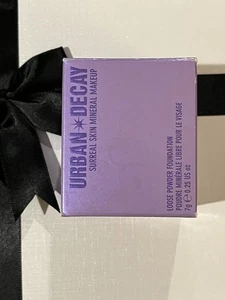 URBAN✴DECAY
SURREAL SKIN MINERAL MAKEUP
LOOSE POWDER FOUNDATION
POUDRE MINÉRALE LIBRE POUR LE VISAGE
7g ℮ 0.25 US oz